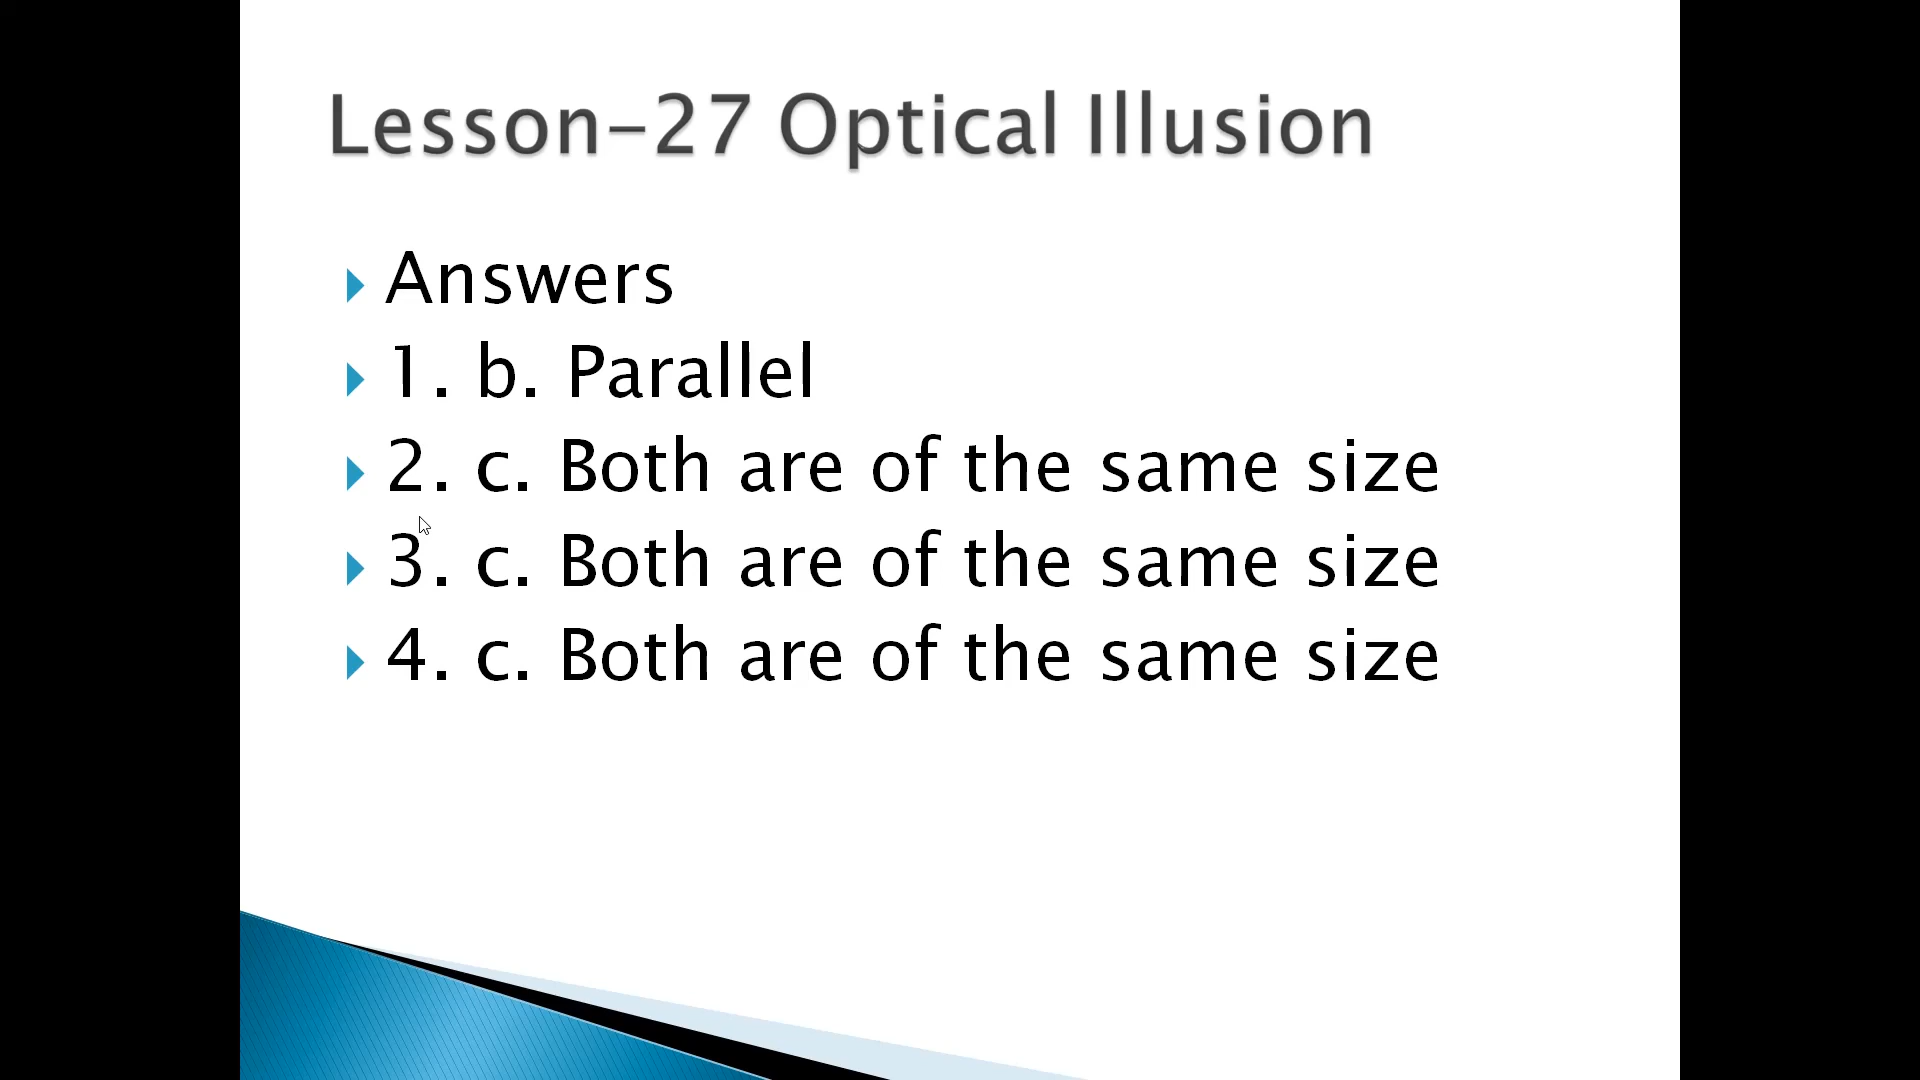 Lesson-27 Optical Illusion
Answers
1. b. Parallel
2. c. Both are of the same size
3. c. Both are of the same size
4. c. Both are of the same size